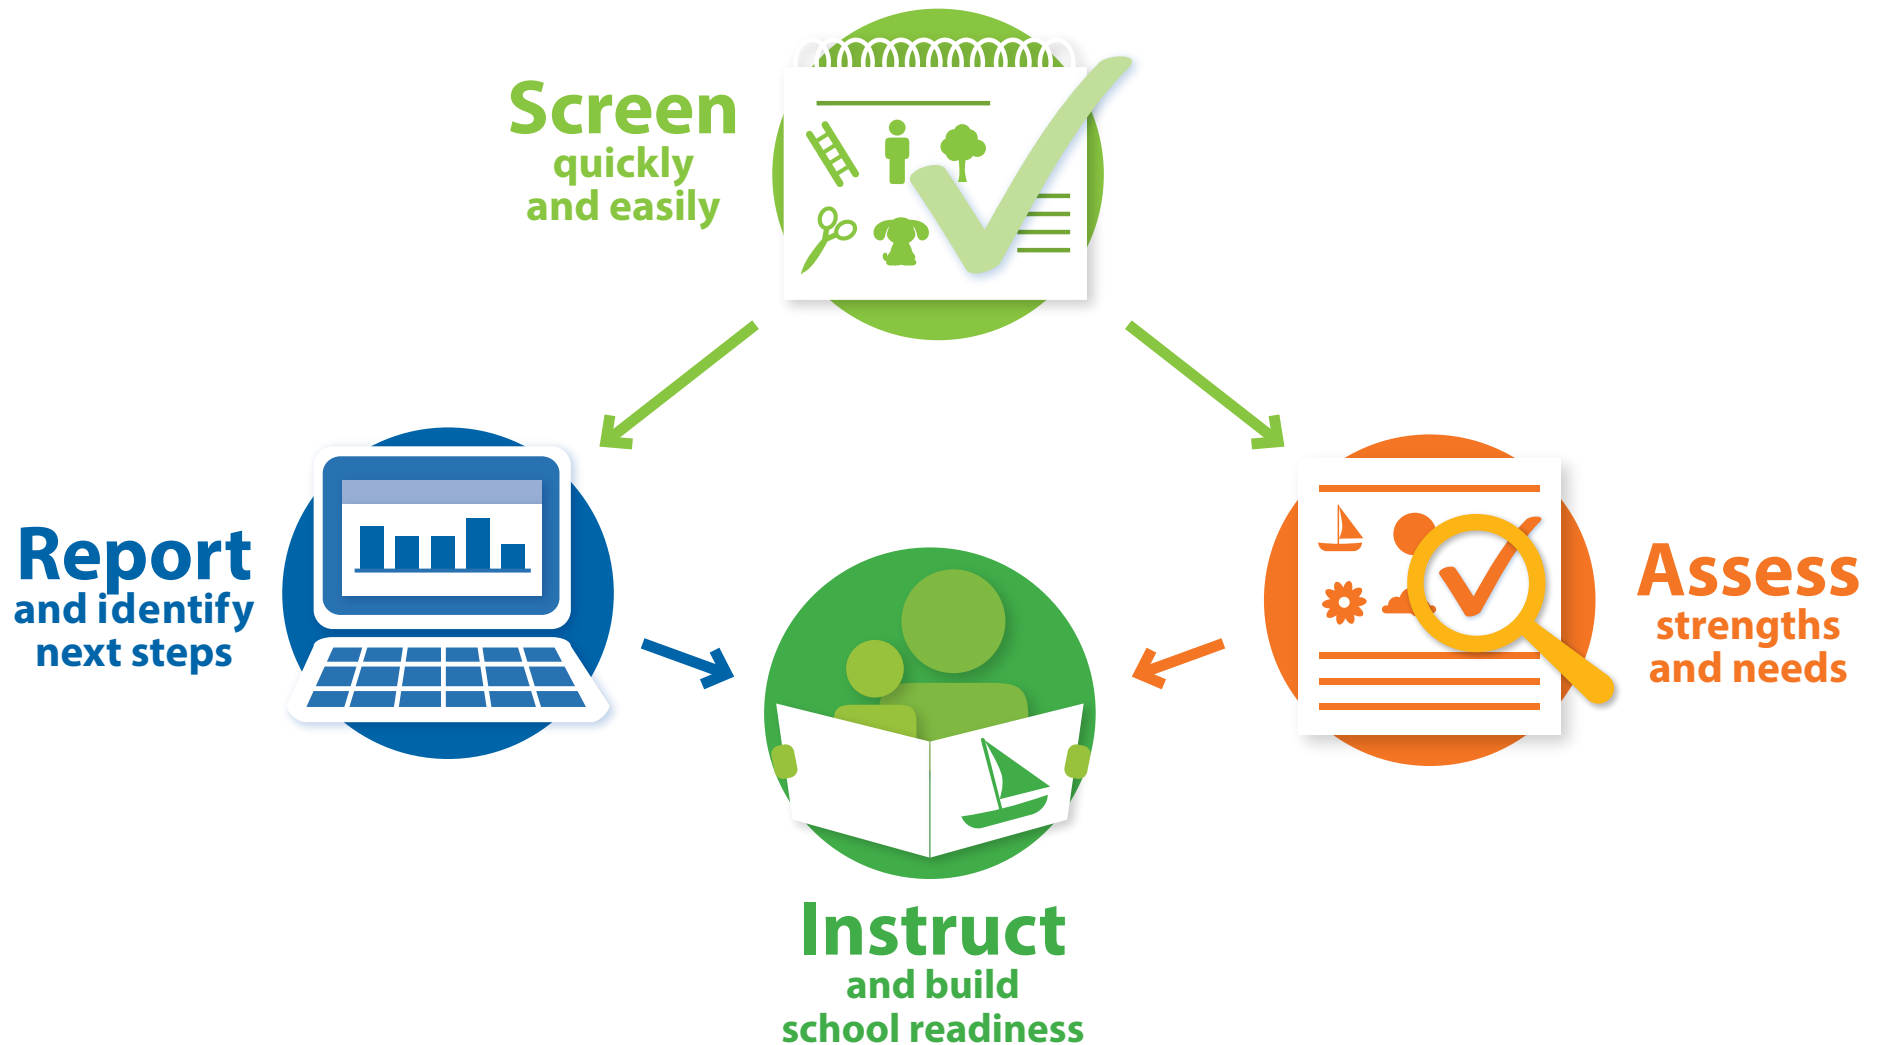 Screen
quickly
and easily
Report
and identify
next steps
Assess
strengths
and needs
Instruct
and build
school readiness